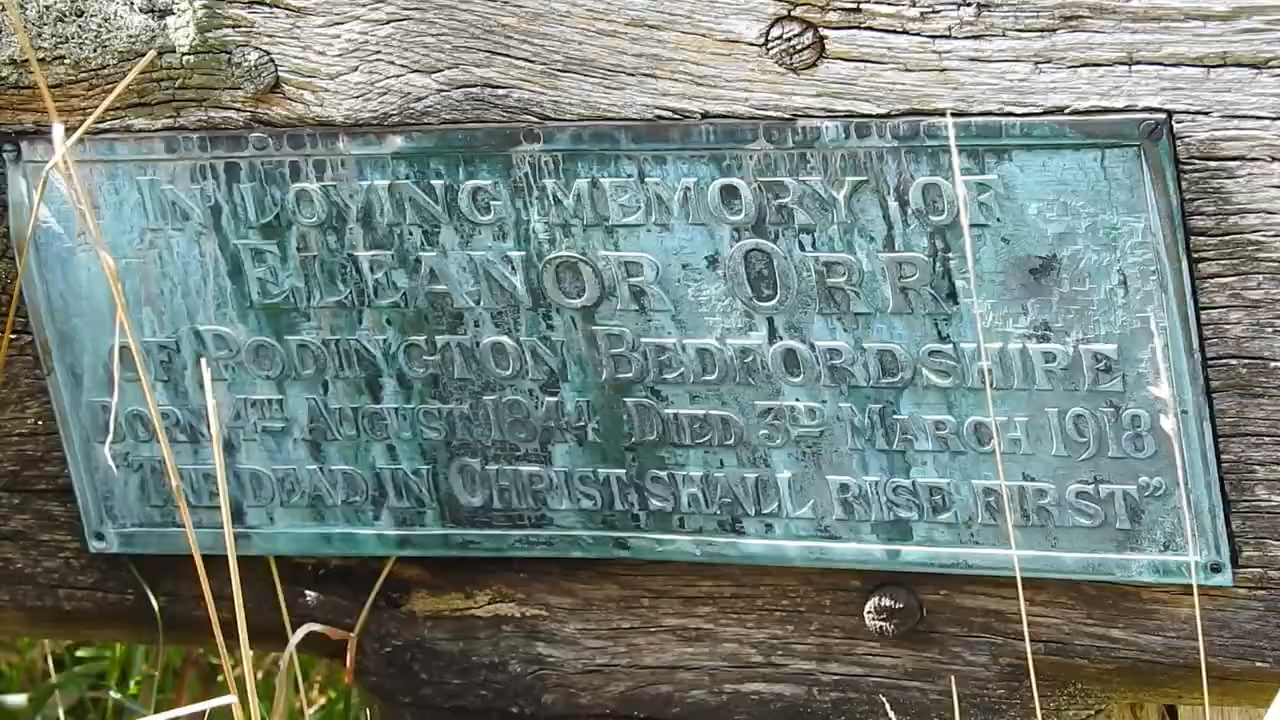 In Loving Memory of
Eleanor Orr
of Podington Bedfordshire
Born 4th August 1844 Died 3rd March 1918
"The Dead in Christ shall rise first"